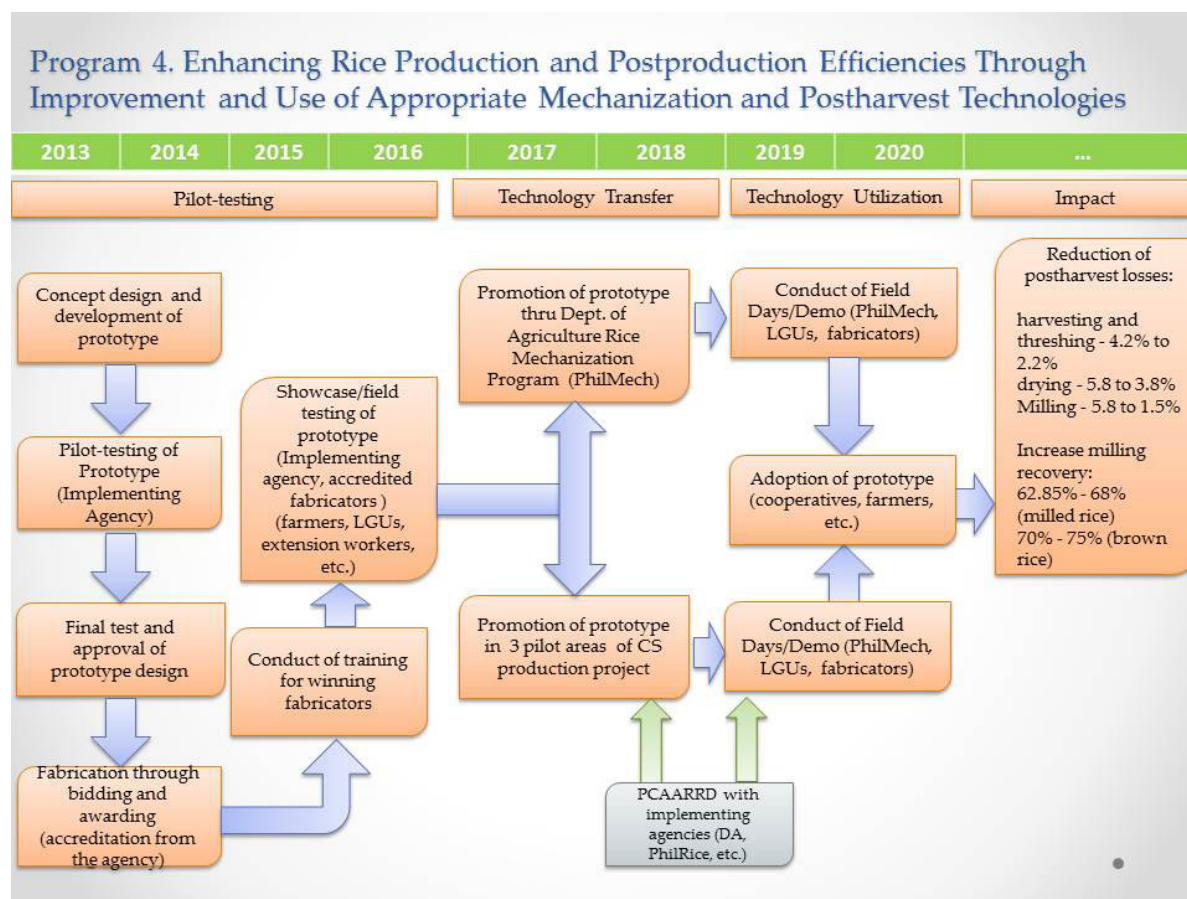 Program 4. Enhancing Rice Production and Postproduction Efficiencies Through
Improvement and Use of Appropriate Mechanization and Postharvest Technologies
2013 2014 2015 2016 2017 2018 2019 2020 ...
Pilot-testing Technology Transfer Technology Utilization Impact
Concept design and
development of
prototype
Pilot-testing of
Prototype
(Implementing
Agency)
Final test and
approval of
prototype design
Fabrication through
bidding and
awarding
(accreditation from
the agency)
Conduct of training
for winning
fabricators
Showcase/field
testing of
prototype
(Implementing
agency, accredited
fabricators )
(farmers, LGUs,
extension workers,
etc.)
Promotion of prototype
thru Dept. of
Agriculture Rice
Mechanization
Program (PhilMech)
Promotion of prototype
in 3 pilot areas of CS
production project
PCAARRD with
implementing
agencies (DA,
PhilRice, etc.)
Conduct of Field
Days/Demo (PhilMech,
LGUs, fabricators)
Adoption of prototype
(cooperatives, farmers,
etc.)
Conduct of Field
Days/Demo (PhilMech,
LGUs, fabricators)
Reduction of
postharvest losses:
harvesting and
threshing - 4.2% to
2.2%
drying - 5.8 to 3.8%
Milling - 5.8 to 1.5%
Increase milling
recovery:
62.85% - 68%
(milled rice)
70% - 75% (brown
rice)